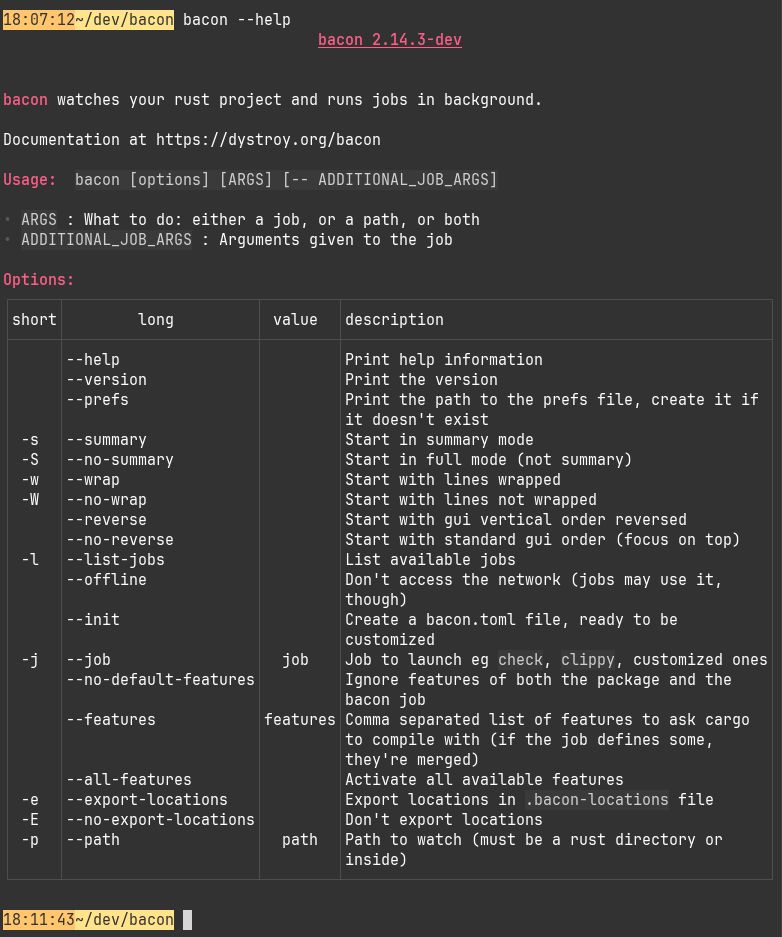 18:07:12~/dev/bacon bacon --help
bacon 2.14.3-dev
bacon watches your rust project and runs jobs in background.
Documentation at https://dystroy.org/bacon
Usage: bacon [options] [ARGS] [-- ADDITIONAL_JOB_ARGS]
• ARGS : What to do: either a job, or a path, or both
• ADDITIONAL_JOB_ARGS : Arguments given to the job
Options:
short long value description
--help Print help information
--version Print the version
--prefs Print the path to the prefs file, create it if
it doesn't exist
-s --summary Start in summary mode
-S --no-summary Start in full mode (not summary)
-w --wrap Start with lines wrapped
-W --no-wrap Start with lines not wrapped
--reverse Start with gui vertical order reversed
--no-reverse Start with standard gui order (focus on top)
-l --list-jobs List available jobs
--offline Don't access the network (jobs may use it,
though)
--init Create a bacon.toml file, ready to be
customized
-j --job job Job to launch eg check, clippy, customized ones
--no-default-features Ignore features of both the package and the
bacon job
--features features Comma separated list of features to ask cargo
to compile with (if the job defines some,
they're merged)
--all-features Activate all available features
-e --export-locations Export locations in .bacon-locations file
-E --no-export-locations Don't export locations
-p --path path Path to watch (must be a rust directory or
inside)
18:11:43~/dev/bacon